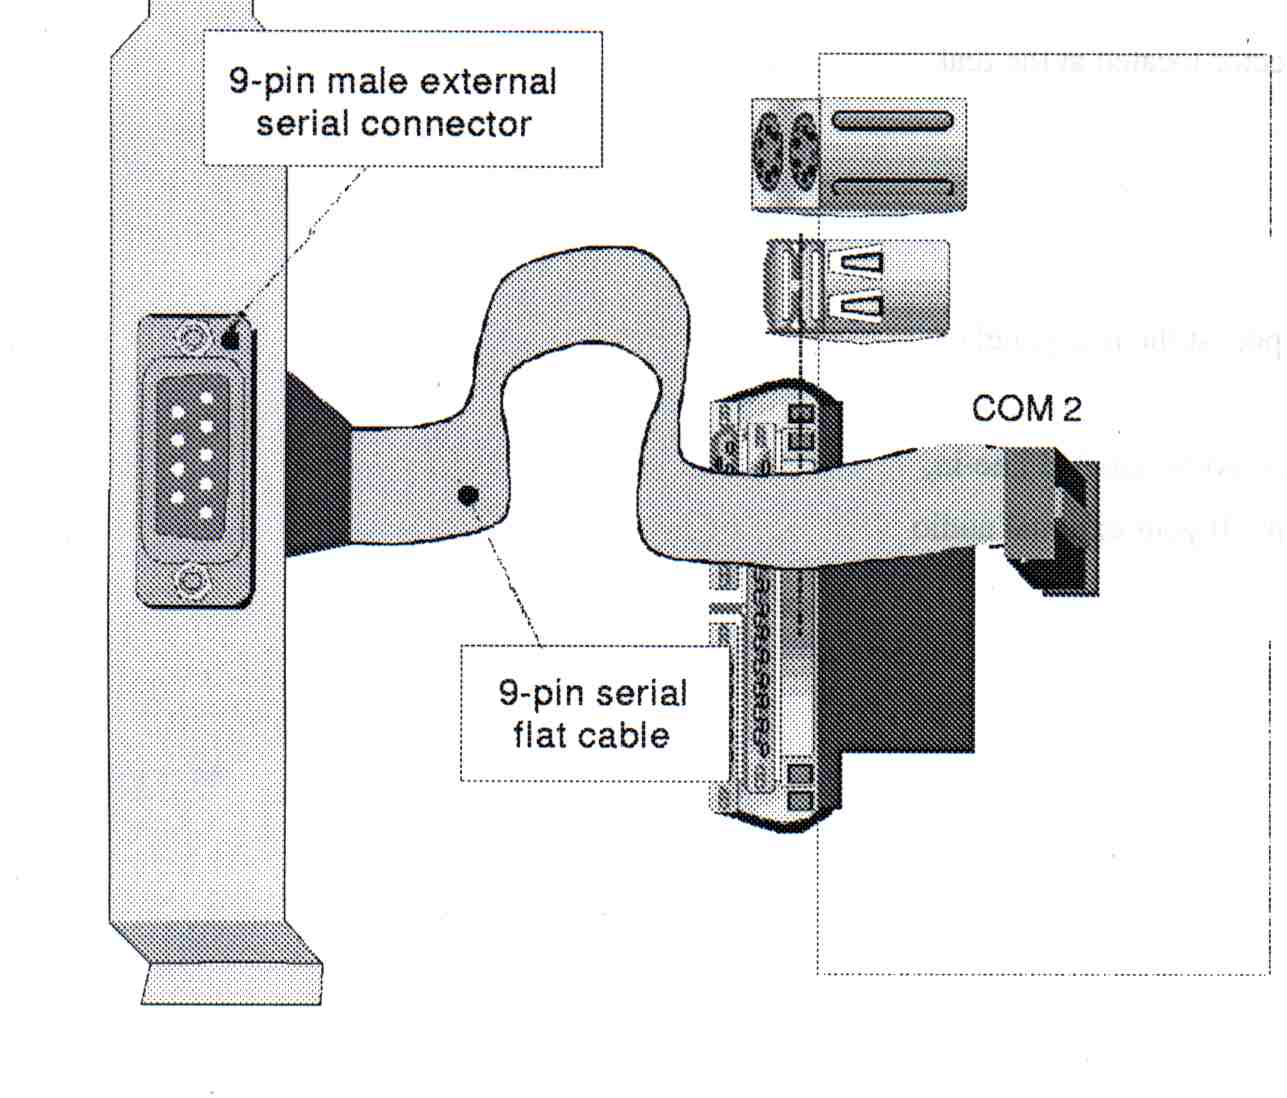 9-pin male external
serial connector
COM 2
9-pin serial
flat cable